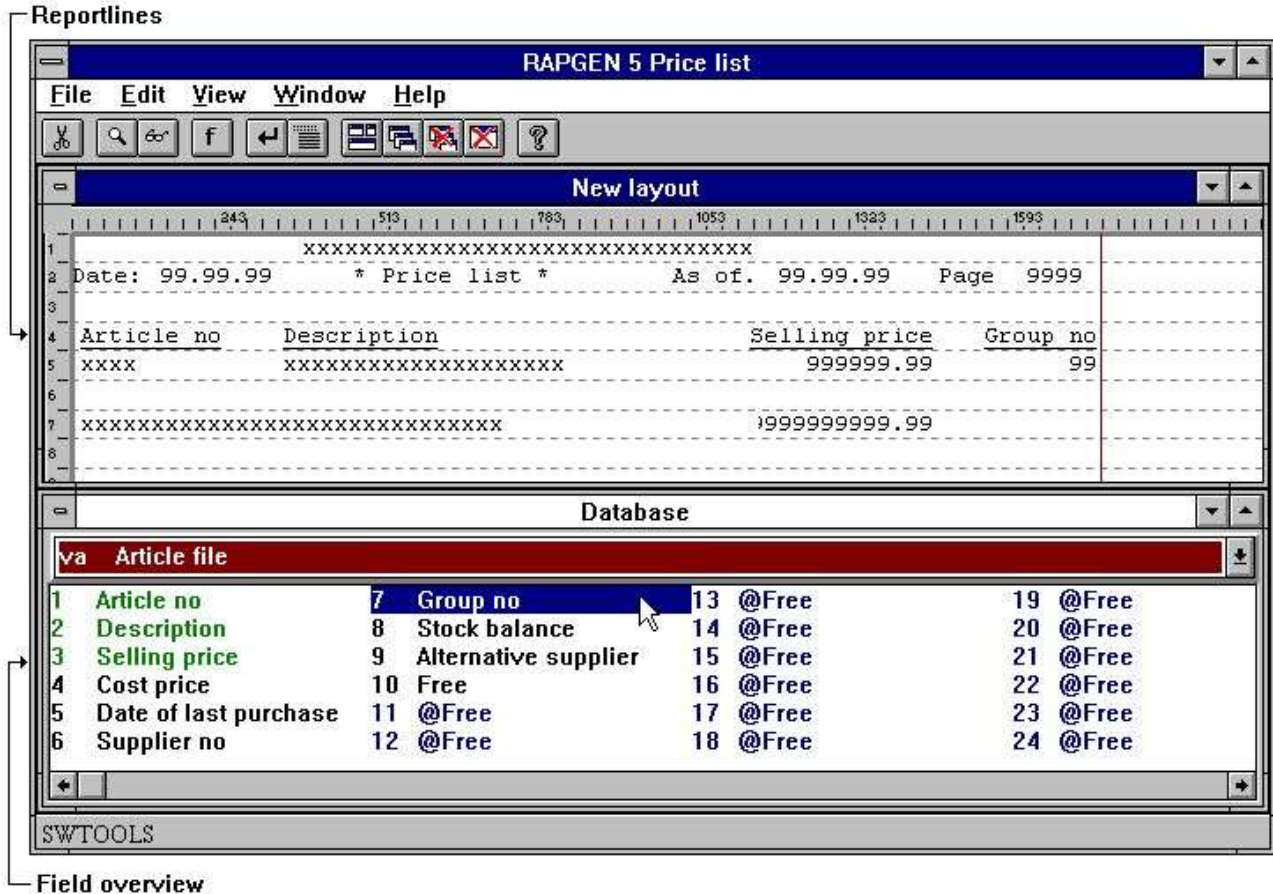 Reportlines
RAPGEN 5 Price list
File Edit View Window Help
f ?
New layout
243 513 783 1053 1323 1593
1 xxxxxxxxxxxxxxxxxxxxxxxxxxxxxxxx
2 Date: 99.99.99 * Price list * As of. 99.99.99 Page 9999
3
4 Article no Description Selling price Group no
5 xxxx xxxxxxxxxxxxxxxxxxxx 999999.99 99
6
7 xxxxxxxxxxxxxxxxxxxxxxxxxxxxxx 9999999999.99
8
Database
va Article file
1 Article no 7 Group no 13 @Free 19 @Free
2 Description 8 Stock balance 14 @Free 20 @Free
3 Selling price 9 Alternative supplier 15 @Free 21 @Free
4 Cost price 10 Free 16 @Free 22 @Free
5 Date of last purchase 11 @Free 17 @Free 23 @Free
6 Supplier no 12 @Free 18 @Free 24 @Free
SWTOOLS
Field overview